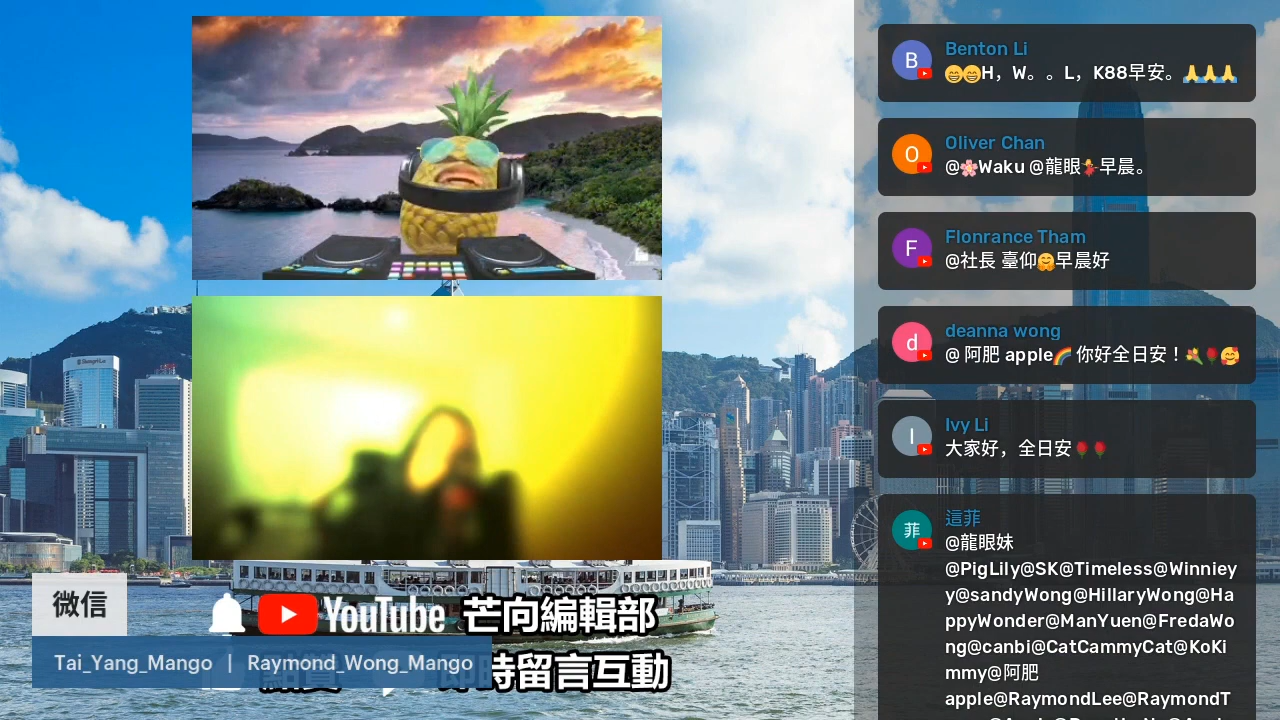 Benton Li
😁😁H，W。。L，K88早安。🙏🙏🙏
Oliver Chan
@🌸Waku @龍眼💃早晨。
Flonrance Tham
@社長 臺仰🤗早晨好
deanna wong
@ 阿肥 apple🌈 你好全日安！💐🌹🥰
Ivy Li
大家好，全日安🌹🌹
這菲
@龍眼妹
@PigLily@SK@Timeless@Winniey
y@sandyWong@HillaryWong@Ha
ppyWonder@ManYuen@FredaWo
ng@canbi@CatCammyCat@KoKi
mmy@阿肥
apple@RaymondLee@RaymondT
微信
Tai_Yang_Mango | Raymond_Wong_Mango
YouTube 芒向編輯部
即時留言互動